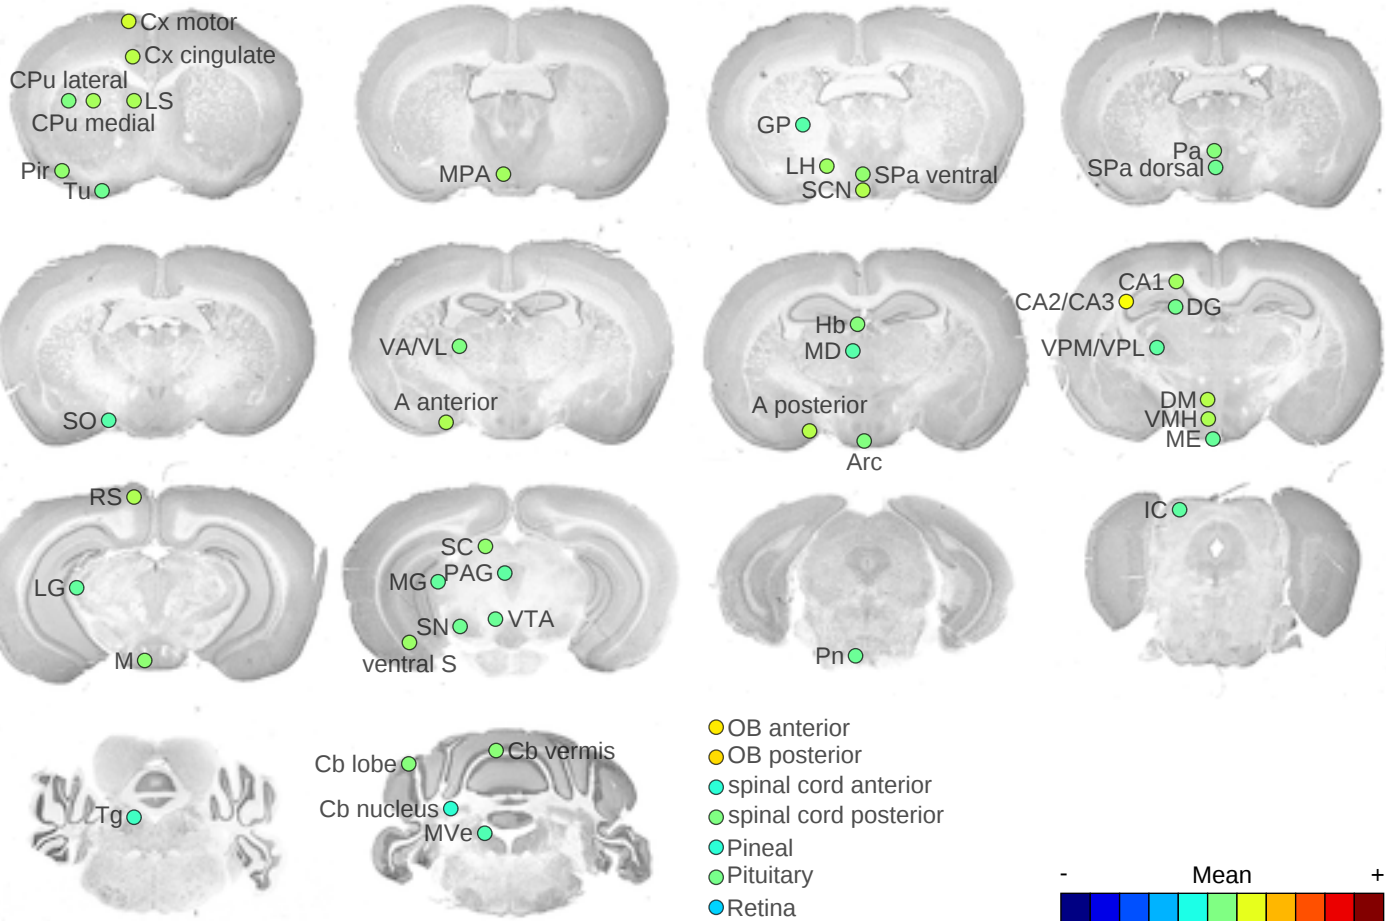 Cx motor
Cx cingulate
CPu lateral
LS
CPu medial
Pir
Tu
MPA
GP
LH
SPa ventral
SCN
Pa
SPa dorsal
SO
VA/VL
A anterior
Hb
MD
A posterior
Arc
CA1
CA2/CA3
DG
VPM/VPL
DM
VMH
ME
RS
LG
M
SC
MG PAG
SN VTA
ventral S
Pn
IC
Tg
Cb lobe Cb vermis
Cb nucleus
MVe
OB anterior
OB posterior
spinal cord anterior
spinal cord posterior
Pineal
Pituitary
Retina
- Mean +